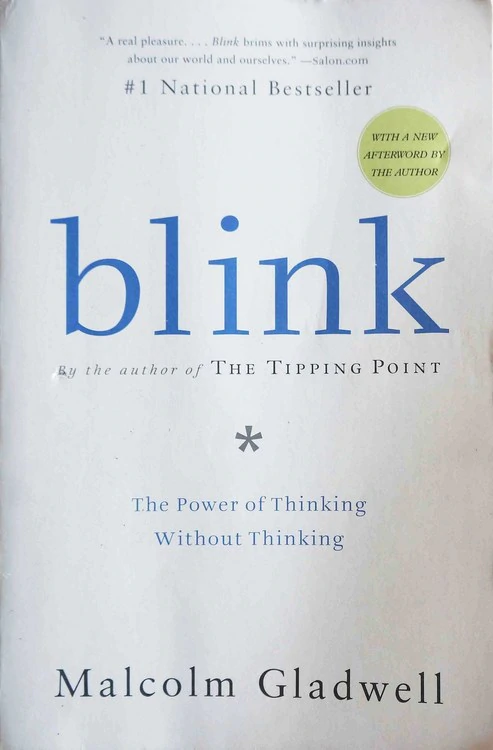 "A real pleasure. . . . Blink brims with surprising insights
about our world and ourselves." —Salon.com
#1 National Bestseller
WITH A NEW
AFTERWORD BY
THE AUTHOR
blink
By the author of THE TIPPING POINT
*
The Power of Thinking
Without Thinking
Malcolm Gladwell